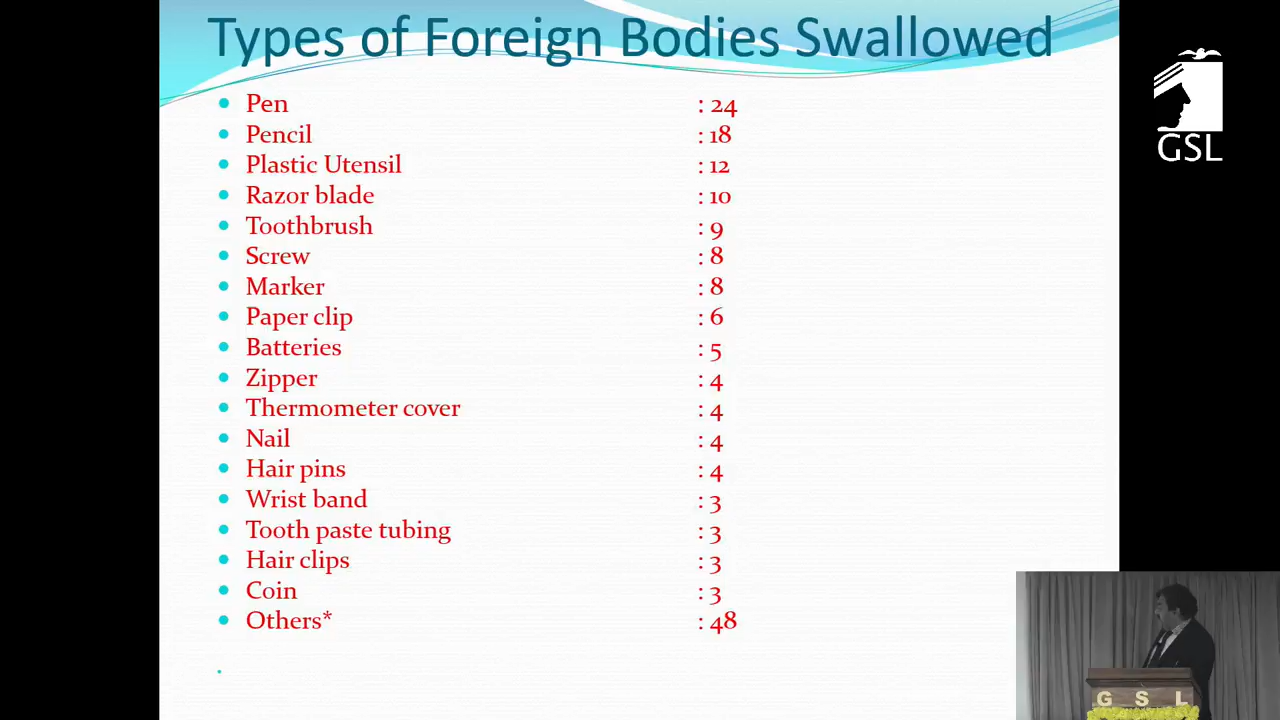 Types of Foreign Bodies Swallowed
GSL
Pen : 24
Pencil : 18
Plastic Utensil : 12
Razor blade : 10
Toothbrush : 9
Screw : 8
Marker : 8
Paper clip : 6
Batteries : 5
Zipper : 4
Thermometer cover : 4
Nail : 4
Hair pins : 4
Wrist band : 3
Tooth paste tubing : 3
Hair clips : 3
Coin : 3
Others* : 48
G S L